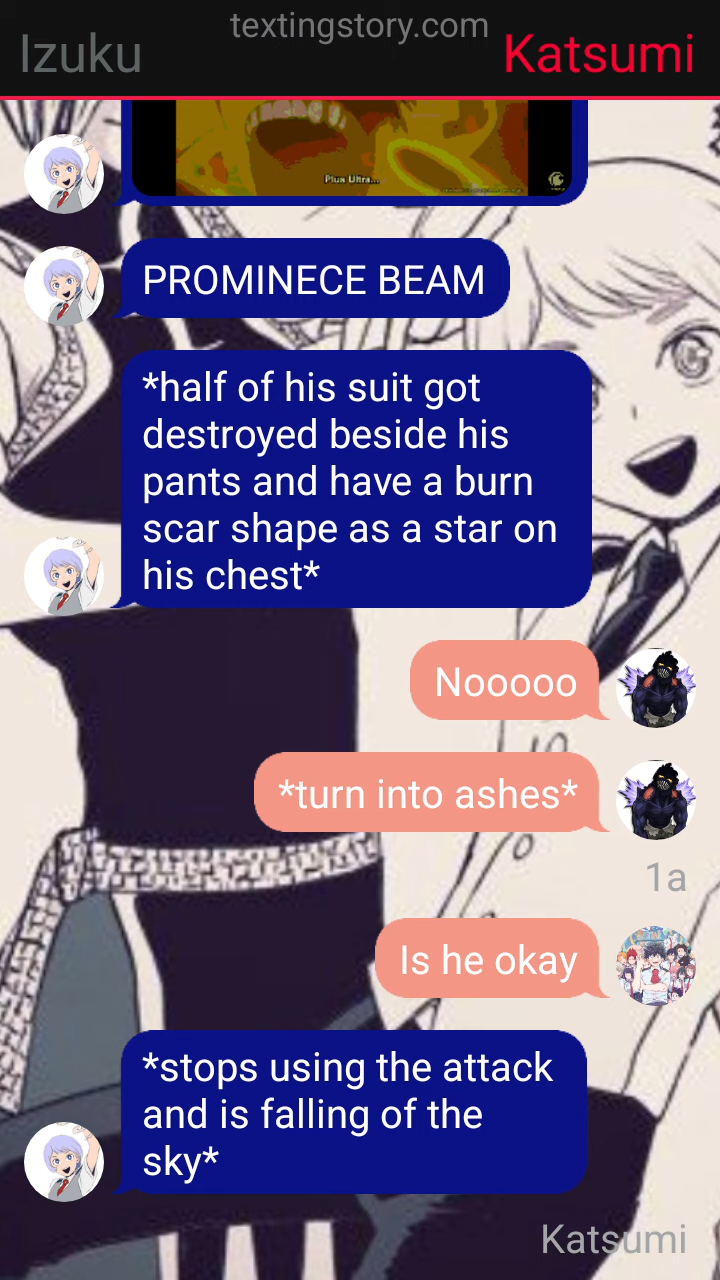 textingstory.com
Izuku
Katsumi
Plus Ultra...
PROMINECE BEAM
*half of his suit got
destroyed beside his
pants and have a burn
scar shape as a star on
his chest*
Nooooo
*turn into ashes*
1a
Is he okay
*stops using the attack
and is falling of the
sky*
Katsumi